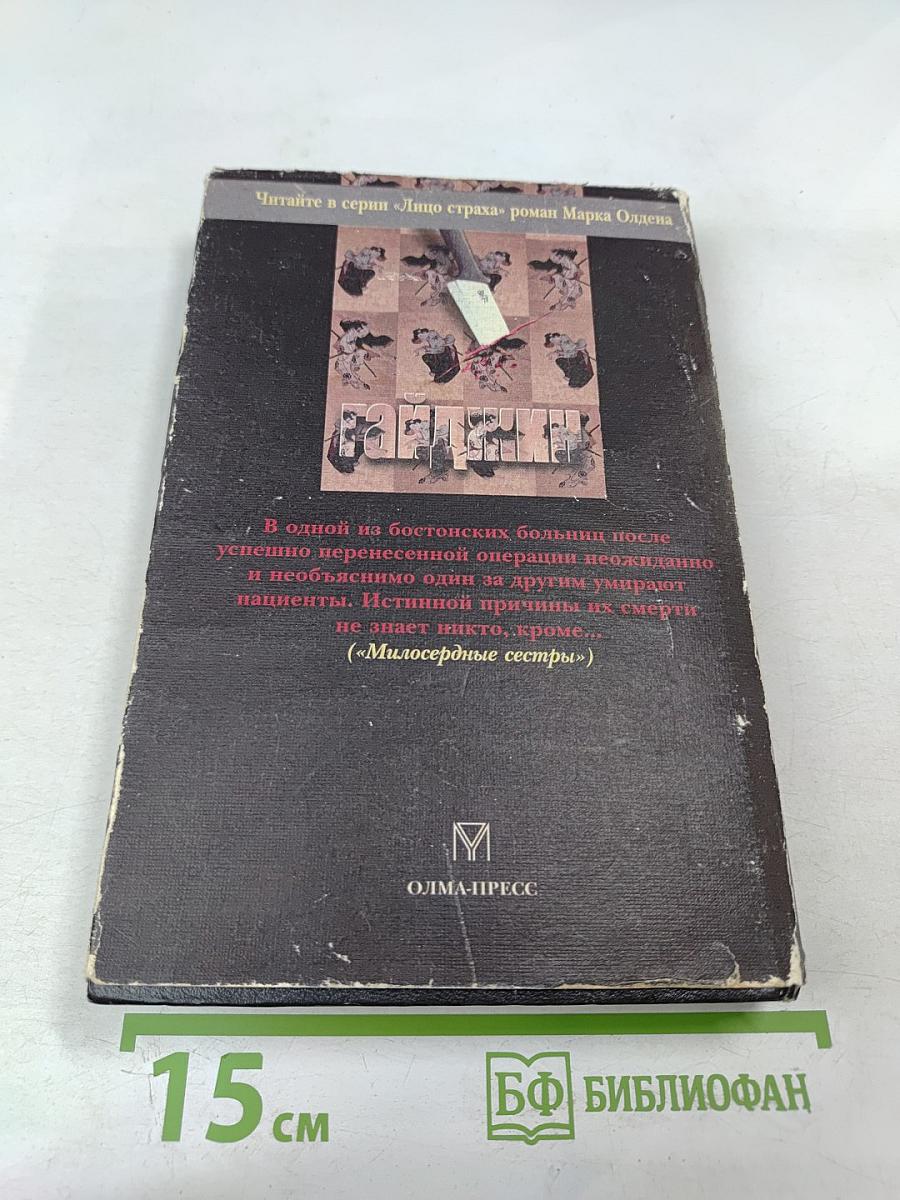 Читайте в серии «Лицо страха» роман Марка Олдена
гайджин
В одной из бостонских больниц после
успешно перенесенной операции неожиданно
и необъяснимо один за другим умирают
пациенты. Истинной причины их смерти
не знает никто, кроме...
(«Милосердные сестры»)
ОЛМА-ПРЕСС
15 см
БФ БИБЛИОФАН